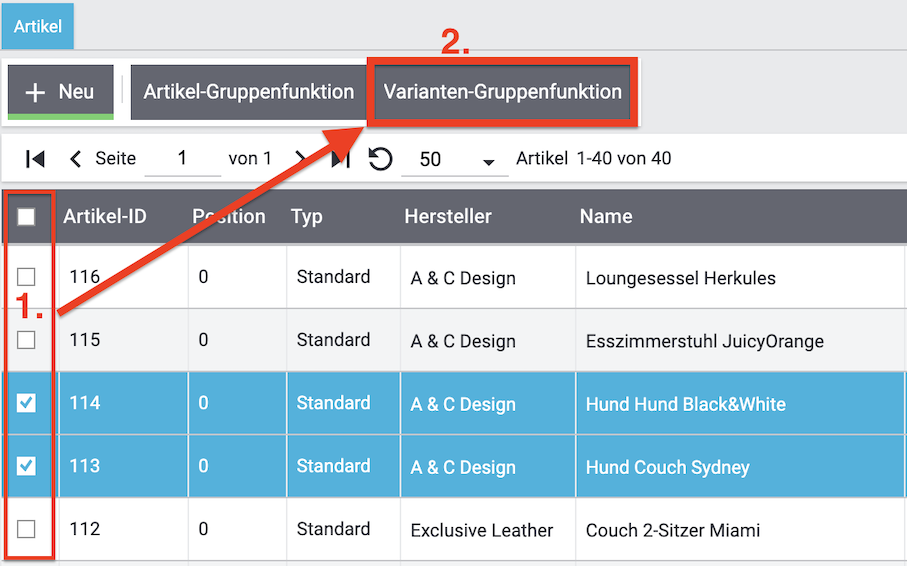 Artikel
2.
+ Neu Artikel-Gruppenfunktion Varianten-Gruppenfunktion
Seite 1 von 1 50 Artikel 1-40 von 40
Artikel-ID Position Typ Hersteller Name
116 0 Standard A & C Design Loungesessel Herkules
1.
115 0 Standard A & C Design Esszimmerstuhl JuicyOrange
114 0 Standard A & C Design Hund Hund Black&White
113 0 Standard A & C Design Hund Couch Sydney
112 0 Standard Exclusive Leather Couch 2-Sitzer Miami